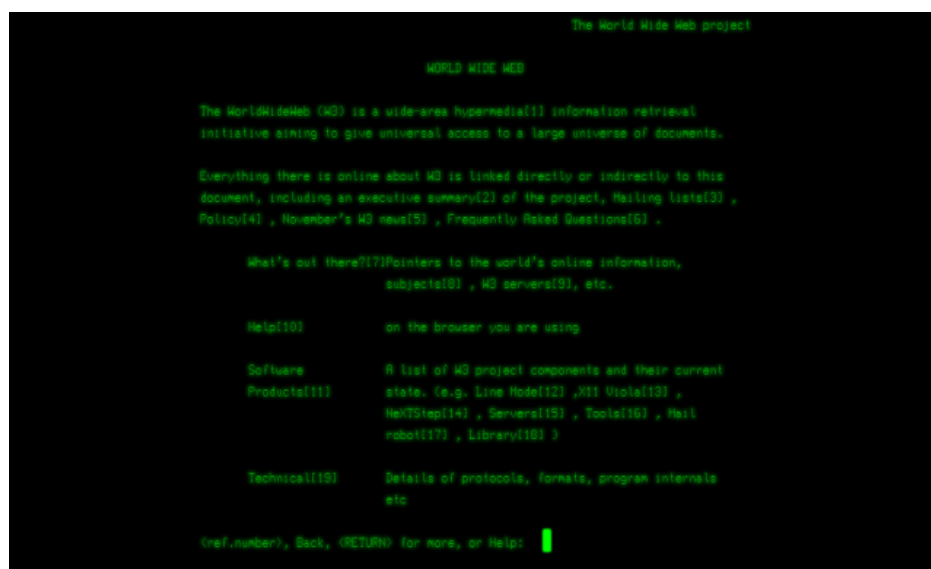 The World Wide Web project
WORLD WIDE WEB
The WorldWideWeb (W3) is a wide-area hypermedia[1] information retrieval
initiative aiming to give universal access to a large universe of documents.
Everything there is online about W3 is linked directly or indirectly to this
document, including an executive summary[2] of the project, Mailing lists[3] ,
Policy[4] , November's W3 news[5] , Frequently Asked Questions[6] .
What's out there?[7]Pointers to the world's online information,
subjects[8] , W3 servers[9], etc.
Help[10] on the browser you are using
Software A list of W3 project components and their current
Products[11] state. (e.g. Line Mode[12] ,X11 Viola[13] ,
NeXTStep[14] , Servers[15] , Tools[16] , Mail
robot[17] , Library[18] )
Technical[19] Details of protocols, formats, program internals
etc
<ref.number>, Back, <RETURN> for more, or Help: